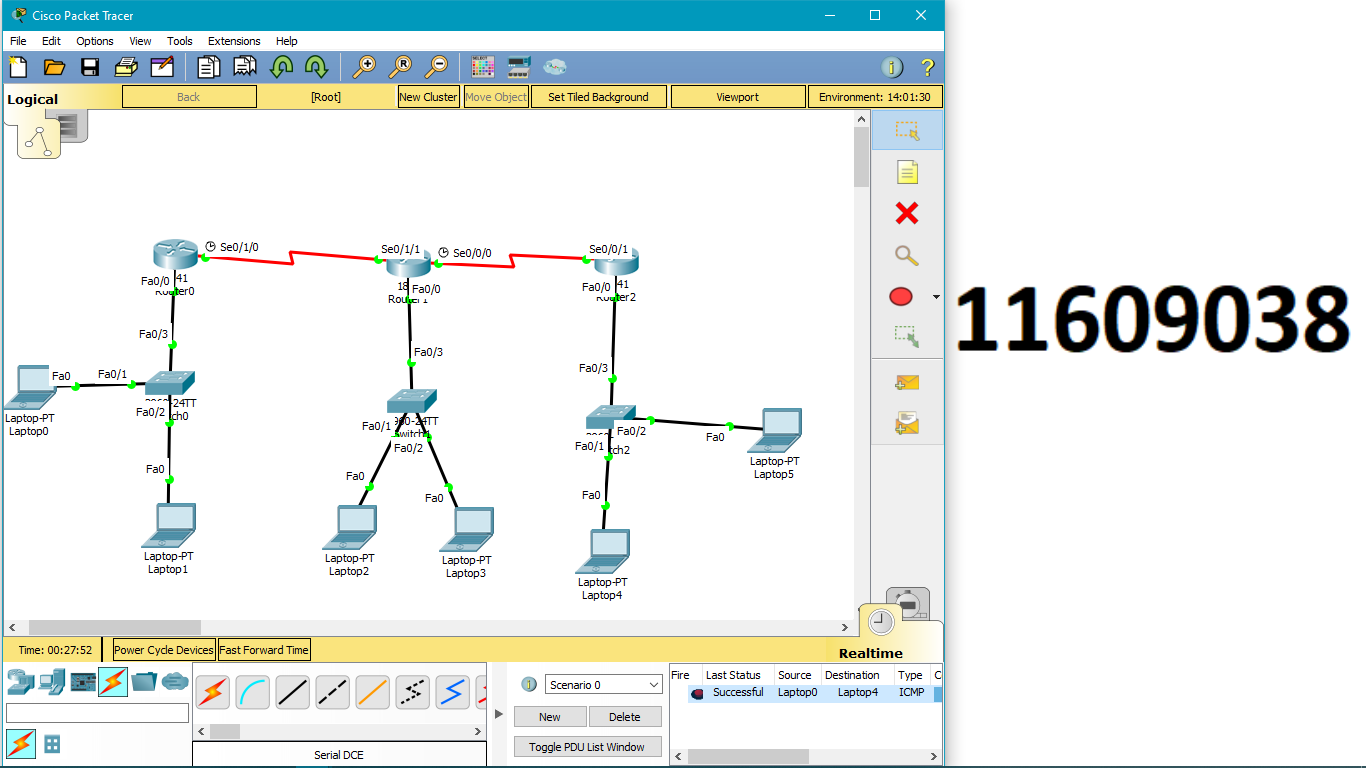 Cisco Packet Tracer
File Edit Options View Tools Extensions Help
Logical
Back
[Root]
New Cluster
Move Object
Set Tiled Background
Viewport
Environment: 14:01:30
Se0/1/0
Se0/1/1
Se0/0/0
Se0/0/1
Fa0/0
41
Router0
18
Fa0/0
Router1
Fa0/0
41
Router2
Fa0/3
Fa0/3
Fa0/3
Fa0
Fa0/1
-24TT
Fa0/2
ch0
Laptop-PT
Laptop0
Fa0
Laptop-PT
Laptop1
960-24TT
Fa0/1
Switch1
Fa0/2
Fa0
Fa0
Laptop-PT
Laptop2
Laptop-PT
Laptop3
Fa0/2
Fa0/1
tch2
Fa0
Laptop-PT
Laptop5
Fa0
Laptop-PT
Laptop4
11609038
Time: 00:27:52
Power Cycle Devices
Fast Forward Time
Realtime
Scenario 0
New
Delete
Toggle PDU List Window
Serial DCE
Fire Last Status Source Destination Type C
Successful Laptop0 Laptop4 ICMP